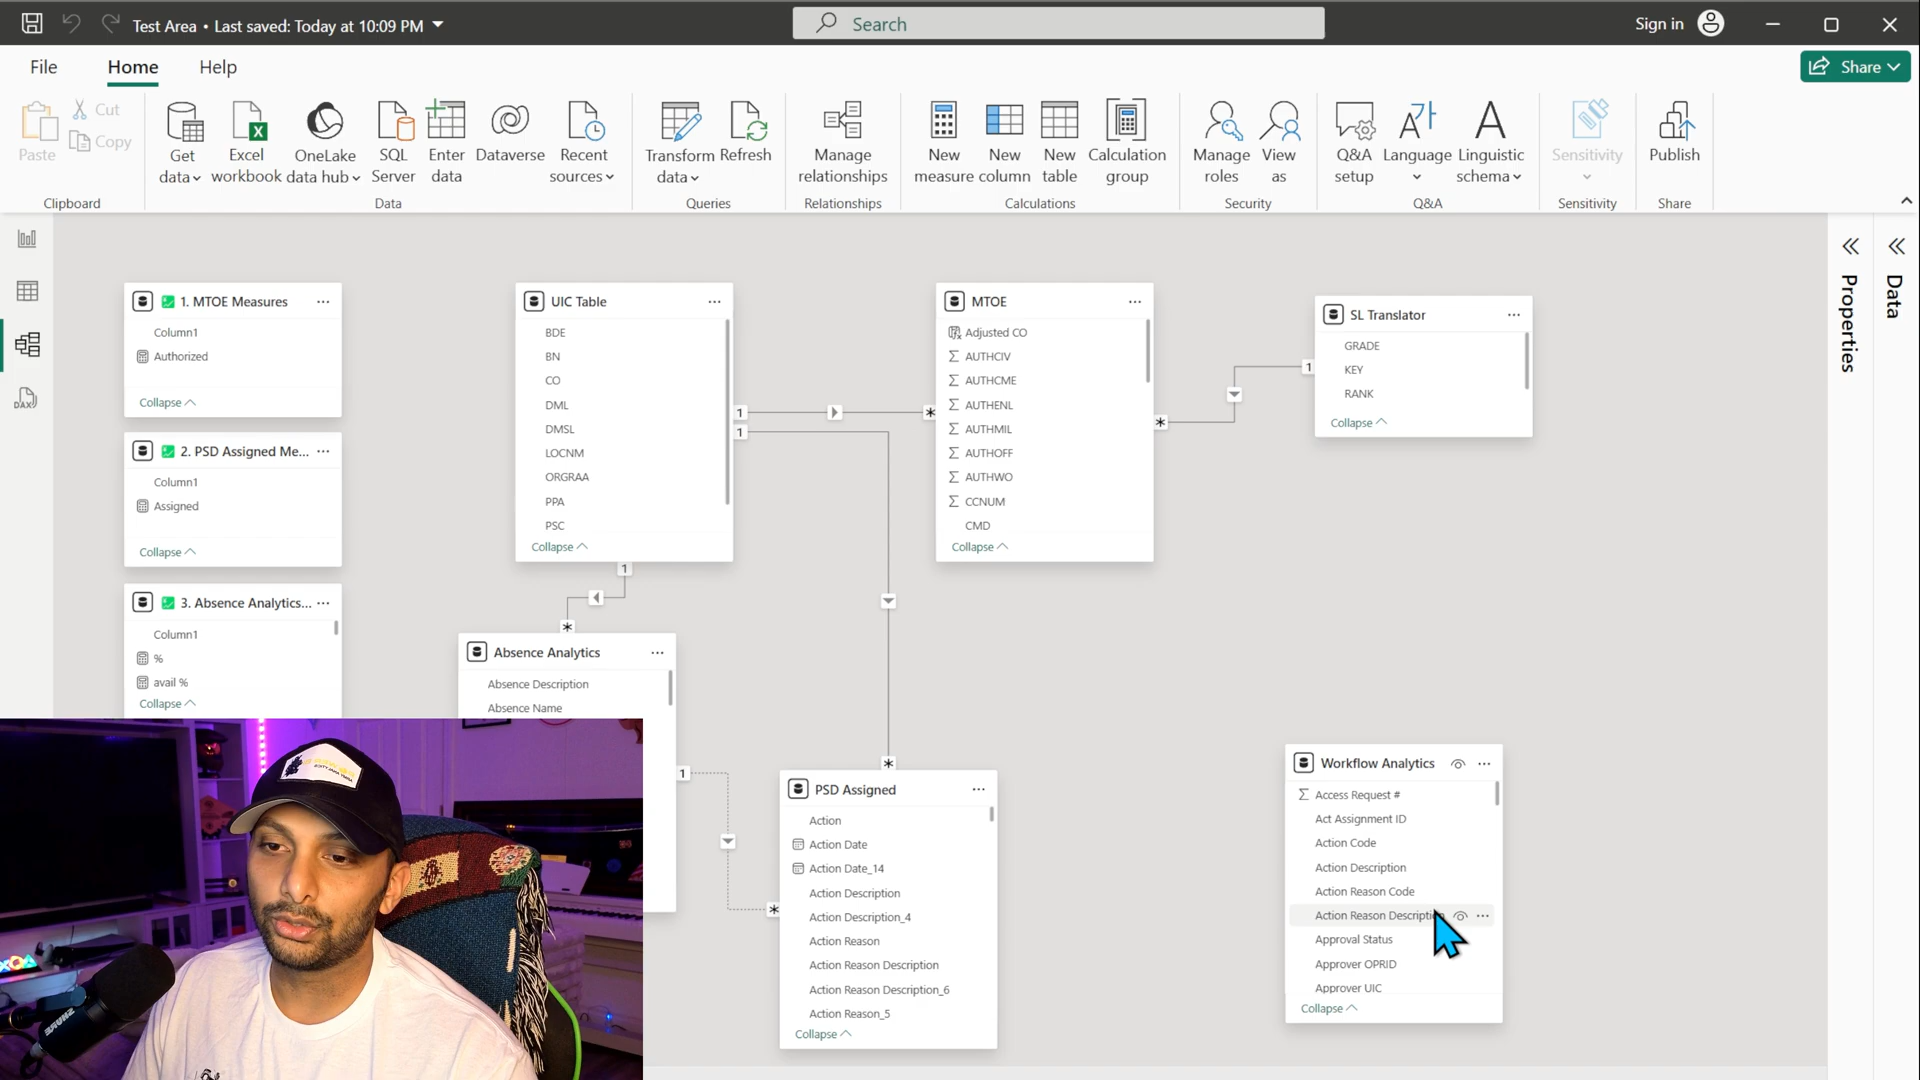 Test Area • Last saved: Today at 10:09 PM
Search
Sign in
File
Home
Help
Share
Paste
Cut
Copy
Clipboard
Get data
Excel workbook
OneLake data hub
SQL Server
Enter data
Dataverse
Recent sources
Data
Transform data
Refresh
Queries
Manage relationships
Relationships
New measure
New column
New table
Calculation group
Calculations
Manage roles
View as
Security
Q&A setup
Language
Linguistic schema
Q&A
Sensitivity
Sensitivity
Publish
Share
DAX
Properties
Data
1. MTOE Measures
Column1
Authorized
Collapse
2. PSD Assigned Me...
Column1
Assigned
Collapse
3. Absence Analytics...
Column1
%
avail %
Collapse
UIC Table
BDE
BN
CO
DML
DMSL
LOCNM
ORGRAA
PPA
PSC
Collapse
MTOE
Adjusted CO
AUTHCIV
AUTHCME
AUTHENL
AUTHMIL
AUTHOFF
AUTHWO
CCNUM
CMD
Collapse
SL Translator
GRADE
KEY
RANK
Collapse
1
*
1
1
*
1
*
*
1
*
Absence Analytics
Absence Description
Absence Name
PSD Assigned
Action
Action Date
Action Date_14
Action Description
Action Description_4
Action Reason
Action Reason Description
Action Reason Description_6
Action Reason_5
Collapse
Workflow Analytics
Access Request #
Act Assignment ID
Action Code
Action Description
Action Reason Code
Action Reason Description
Approval Status
Approver OPRID
Approver UIC
Collapse
SHURE